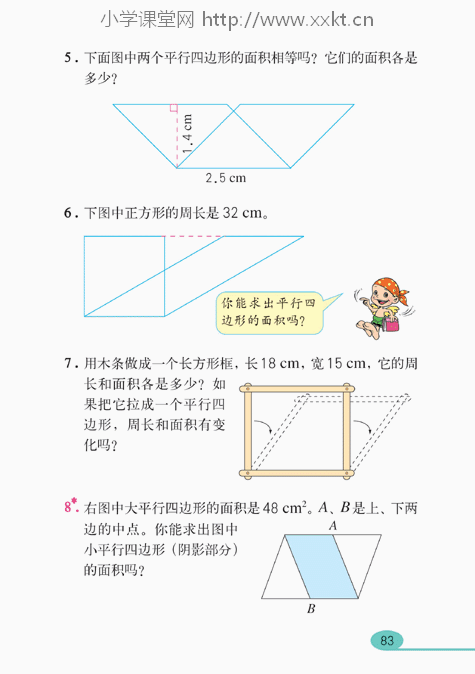 小学课堂网 http://www.xxkt.cn
5. 下面图中两个平行四边形的面积相等吗？它们的面积各是
多少？
1.4 cm
2.5 cm
6. 下图中正方形的周长是 32 cm。
你能求出平行四
边形的面积吗？
7. 用木条做成一个长方形框，长 18 cm，宽 15 cm，它的周
长和面积各是多少？如
果把它拉成一个平行四
边形，周长和面积有变
化吗？
8*. 右图中大平行四边形的面积是 48 cm²。A、B 是上、下两
边的中点。你能求出图中
小平行四边形（阴影部分）
的面积吗？
A
B
83